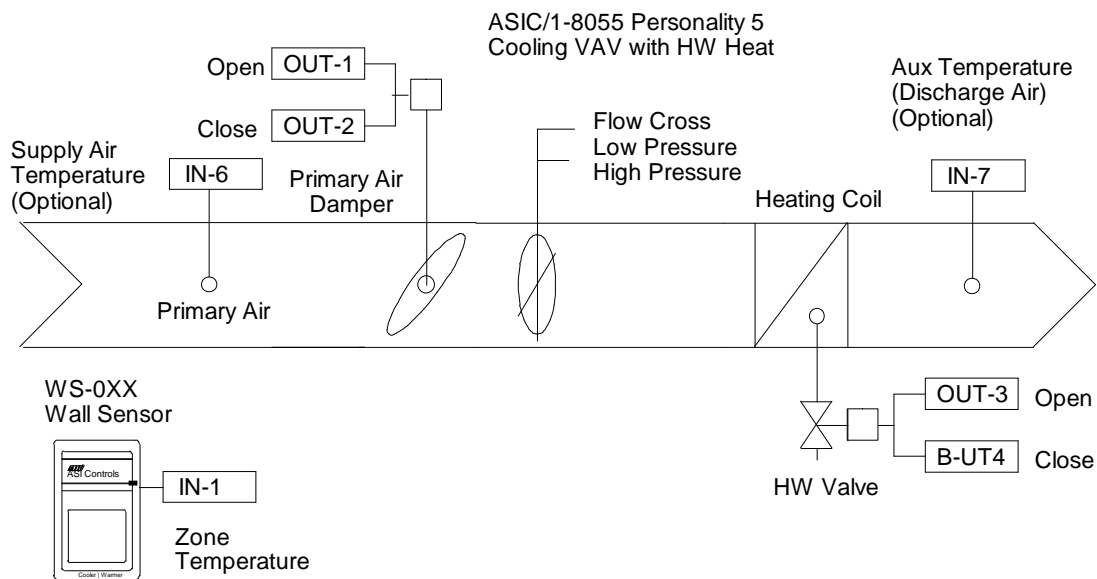 ASIC/1-8055 Personality 5
Cooling VAV with HW Heat
Open
OUT-1
Close
OUT-2
Aux Temperature
(Discharge Air)
(Optional)
Flow Cross
Low Pressure
High Pressure
Supply Air
Temperature
(Optional)
IN-6
Primary Air
Damper
IN-7
Heating Coil
Primary Air
WS-0XX
Wall Sensor
OUT-3
Open
B-UT4
Close
HW Valve
ASI Controls
IN-1
Zone
Temperature
Cooler | Warmer